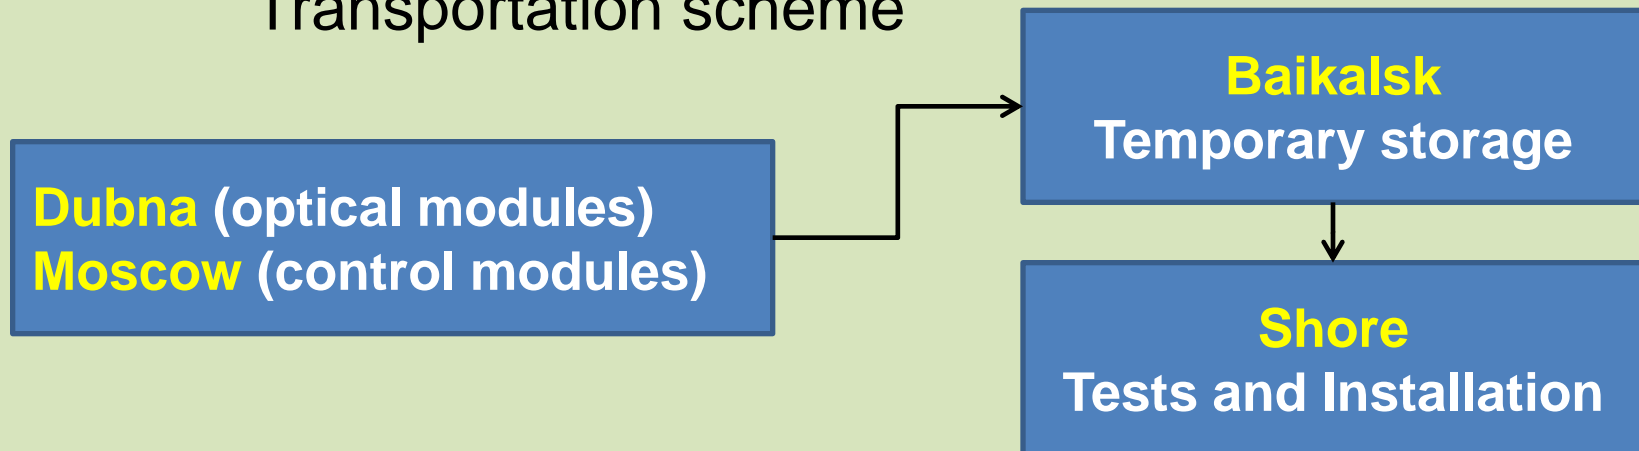 Transportation scheme
Dubna (optical modules)
Moscow (control modules)
Baikalsk
Temporary storage
Shore
Tests and Installation